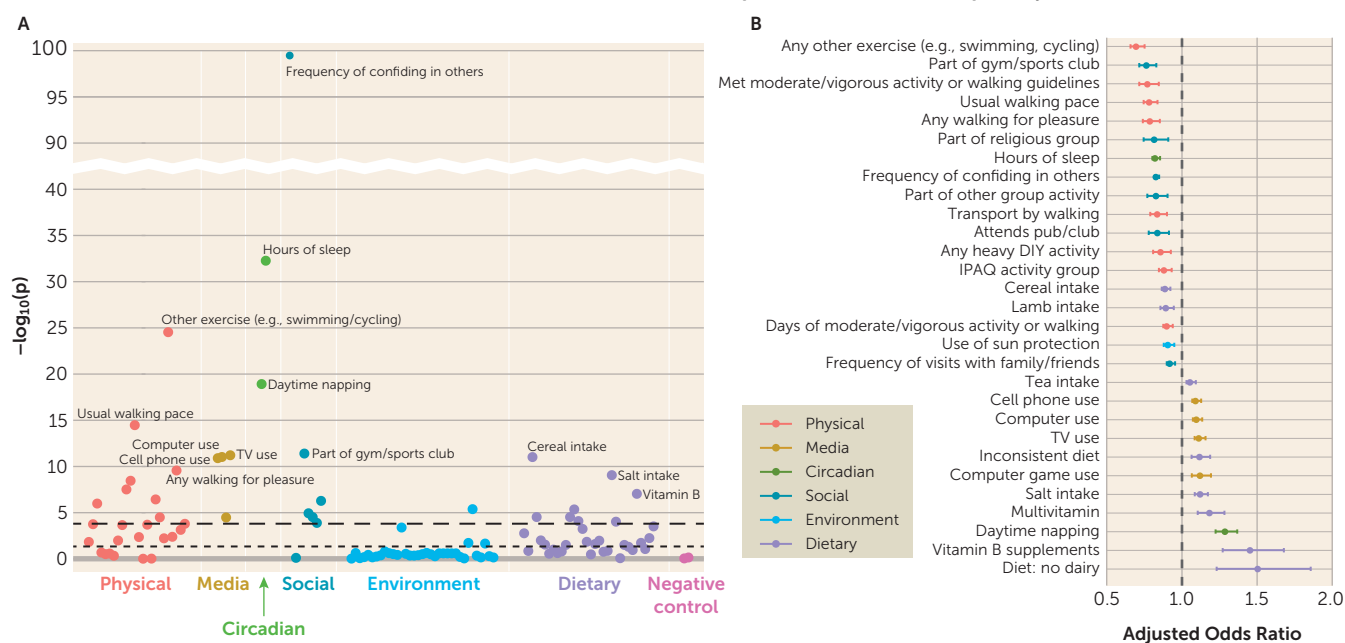 A
100
95
90
40
35
30
25
20
15
10
5
0
−log10(p)
Frequency of confiding in others
Hours of sleep
Other exercise (e.g., swimming/cycling)
Daytime napping
Usual walking pace
Computer use
Cell phone use
TV use
Any walking for pleasure
Part of gym/sports club
Cereal intake
Salt intake
Vitamin B
Physical
Media
Circadian
Social
Environment
Dietary
Negative
control
B
Any other exercise (e.g., swimming, cycling)
Part of gym/sports club
Met moderate/vigorous activity or walking guidelines
Usual walking pace
Any walking for pleasure
Part of religious group
Hours of sleep
Frequency of confiding in others
Part of other group activity
Transport by walking
Attends pub/club
Any heavy DIY activity
IPAQ activity group
Cereal intake
Lamb intake
Days of moderate/vigorous activity or walking
Use of sun protection
Frequency of visits with family/friends
Tea intake
Cell phone use
Computer use
TV use
Inconsistent diet
Computer game use
Salt intake
Multivitamin
Daytime napping
Vitamin B supplements
Diet: no dairy
Physical
Media
Circadian
Social
Environment
Dietary
0.5 1.0 1.5 2.0
Adjusted Odds Ratio